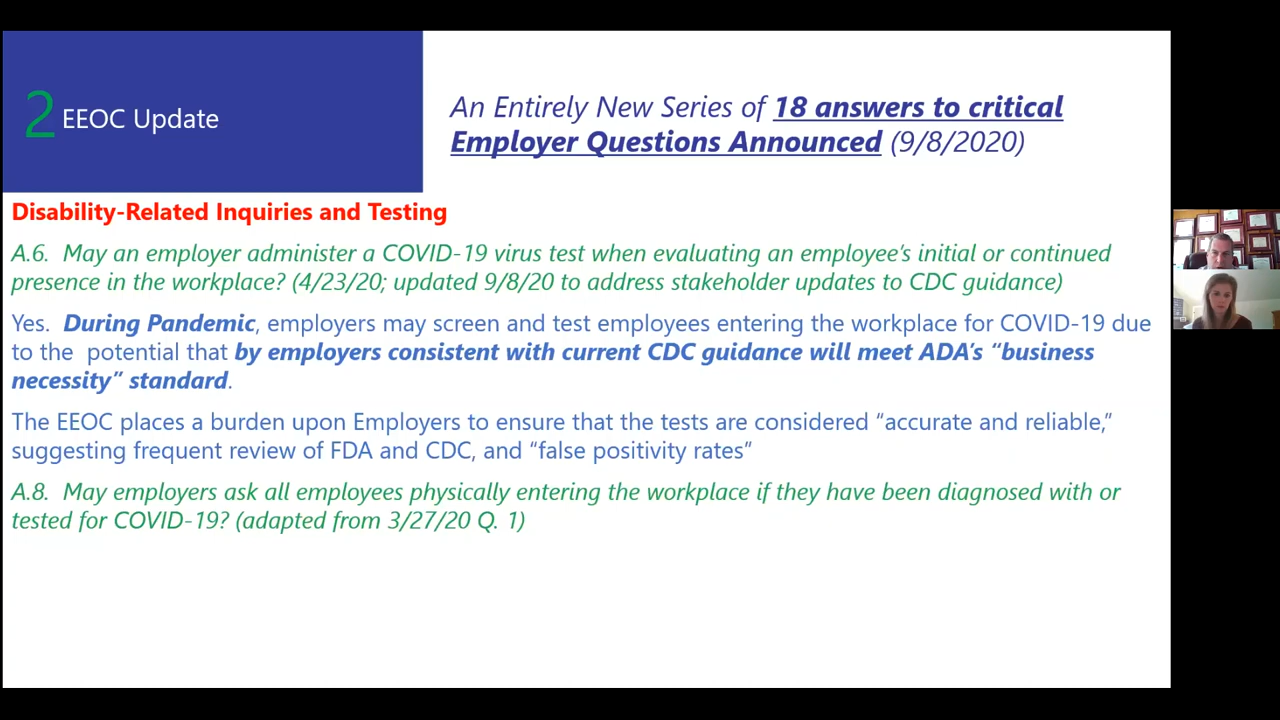 2 EEOC Update
An Entirely New Series of 18 answers to critical
Employer Questions Announced (9/8/2020)
Disability-Related Inquiries and Testing
A.6. May an employer administer a COVID-19 virus test when evaluating an employee’s initial or continued
presence in the workplace? (4/23/20; updated 9/8/20 to address stakeholder updates to CDC guidance)
Yes. During Pandemic, employers may screen and test employees entering the workplace for COVID-19 due
to the potential that by employers consistent with current CDC guidance will meet ADA’s “business
necessity” standard.
The EEOC places a burden upon Employers to ensure that the tests are considered “accurate and reliable,”
suggesting frequent review of FDA and CDC, and “false positivity rates”
A.8. May employers ask all employees physically entering the workplace if they have been diagnosed with or
tested for COVID-19? (adapted from 3/27/20 Q. 1)